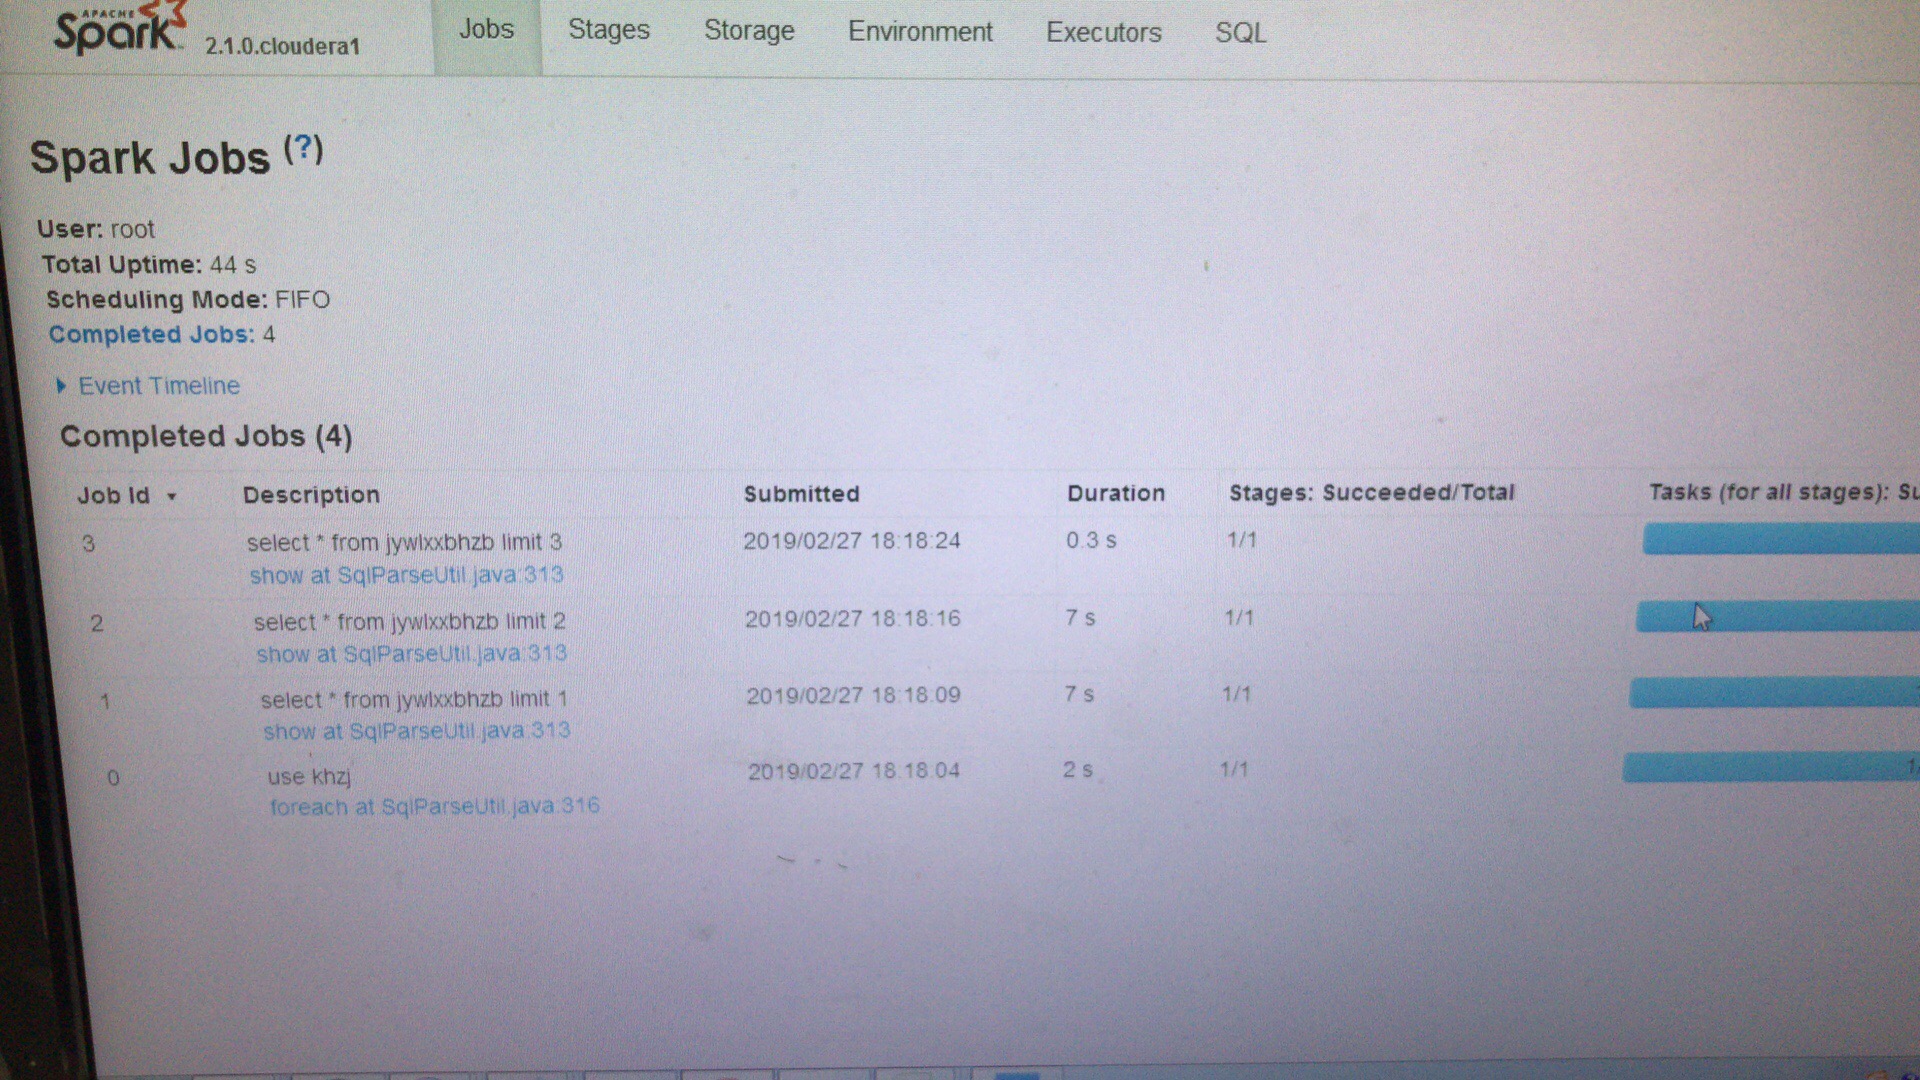 APACHE
Spark 2.1.0.cloudera1 Jobs Stages Storage Environment Executors SQL
Spark Jobs (?)
User: root
Total Uptime: 44 s
Scheduling Mode: FIFO
Completed Jobs: 4
Event Timeline
Completed Jobs (4)
Job Id Description Submitted Duration Stages: Succeeded/Total Tasks (for all stages): Su
3 select * from jywlxxbhzb limit 3 2019/02/27 18:18:24 0.3 s 1/1
show at SqlParseUtil.java:313
2 select * from jywlxxbhzb limit 2 2019/02/27 18:18:16 7 s 1/1
show at SqlParseUtil.java:313
1 select * from jywlxxbhzb limit 1 2019/02/27 18:18:09 7 s 1/1
show at SqlParseUtil.java:313
0 use khzj 2019/02/27 18:18:04 2 s 1/1
foreach at SqlParseUtil.java:316